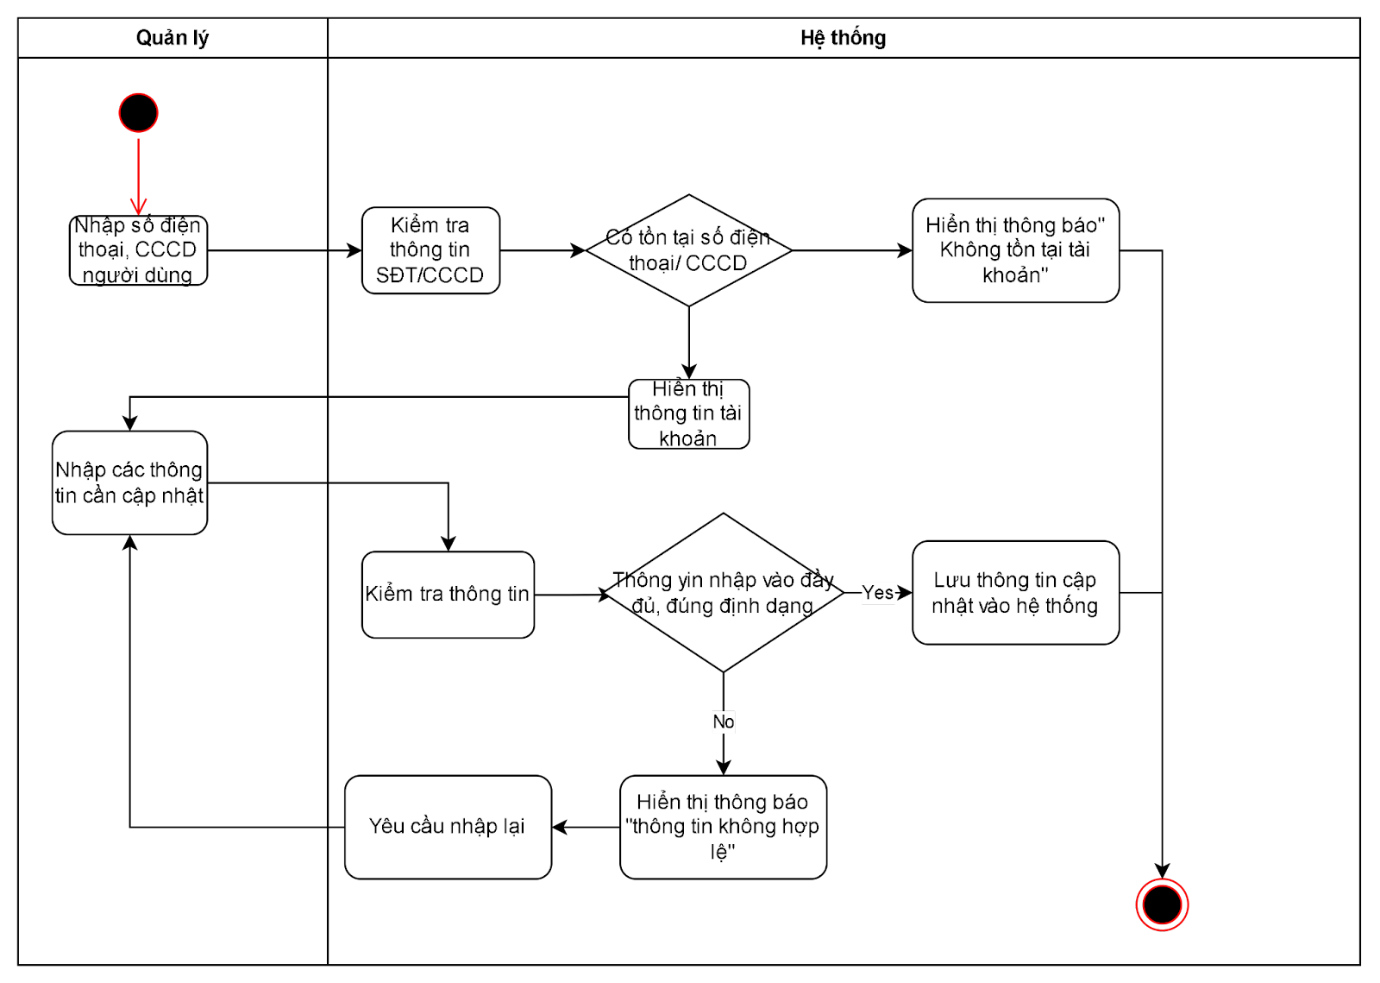 Quản lý
Hệ thống
Nhập số điện
thoại, CCCD
người dùng
Kiểm tra
thông tin
SĐT/CCCD
Có tồn tại số điện
thoại/ CCCD
Hiển thị thông báo"
Không tồn tại tài
khoản"
Hiển thị
thông tin tài
khoản
Nhập các thông
tin cần cập nhật
Kiểm tra thông tin
Thông yin nhập vào đầy
đủ, đúng định dạng
Yes
Lưu thông tin cập
nhật vào hệ thống
No
Yêu cầu nhập lại
Hiển thị thông báo
"thông tin không hợp
lệ"